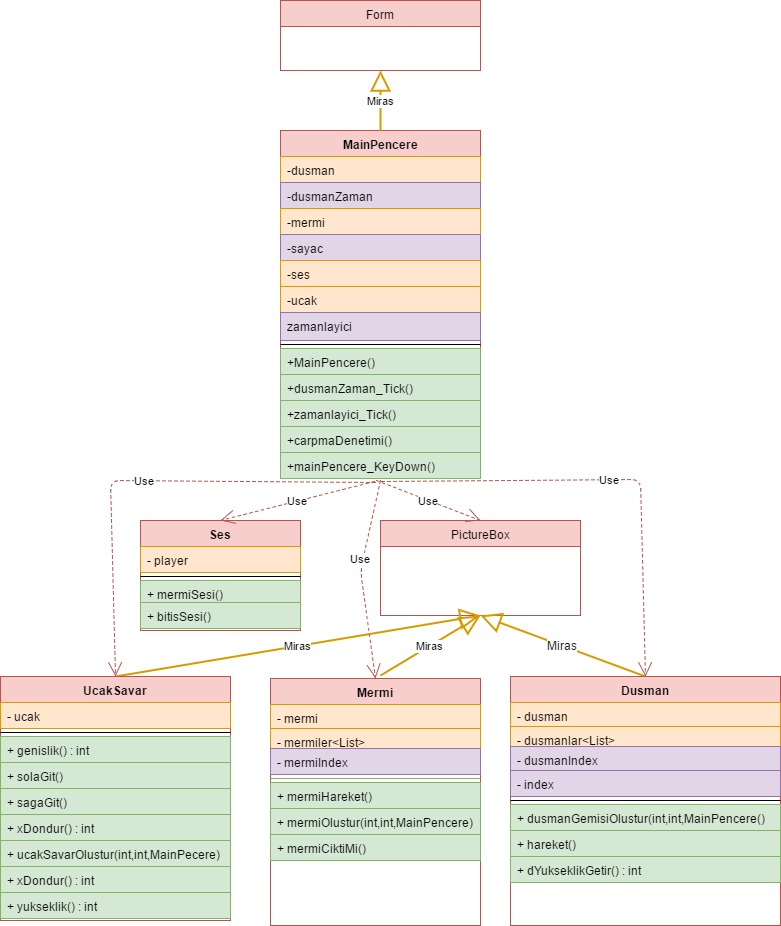 Form
Miras
MainPencere
-dusman
-dusmanZaman
-mermi
-sayac
-ses
-ucak
zamanlayici
+MainPencere()
+dusmanZaman_Tick()
+zamanlayici_Tick()
+carpmaDenetimi()
+mainPencere_KeyDown()
Use
Use
Use
Use
Use
Ses
- player
+ mermiSesi()
+ bitisSesi()
PictureBox
Miras
Miras
Miras
UcakSavar
- ucak
+ genislik() : int
+ solaGit()
+ sagaGit()
+ xDondur() : int
+ ucakSavarOlustur(int,int,MainPecere)
+ xDondur() : int
+ yukseklik() : int
Mermi
- mermi
- mermiler<List>
- mermiIndex
+ mermiHareket()
+ mermiOlustur(int,int,MainPencere)
+ mermiCiktiMi()
Dusman
- dusman
- dusmanlar<List>
- dusmanIndex
- index
+ dusmanGemisiOlustur(int,int,MainPencere()
+ hareket()
+ dYukseklikGetir() : int